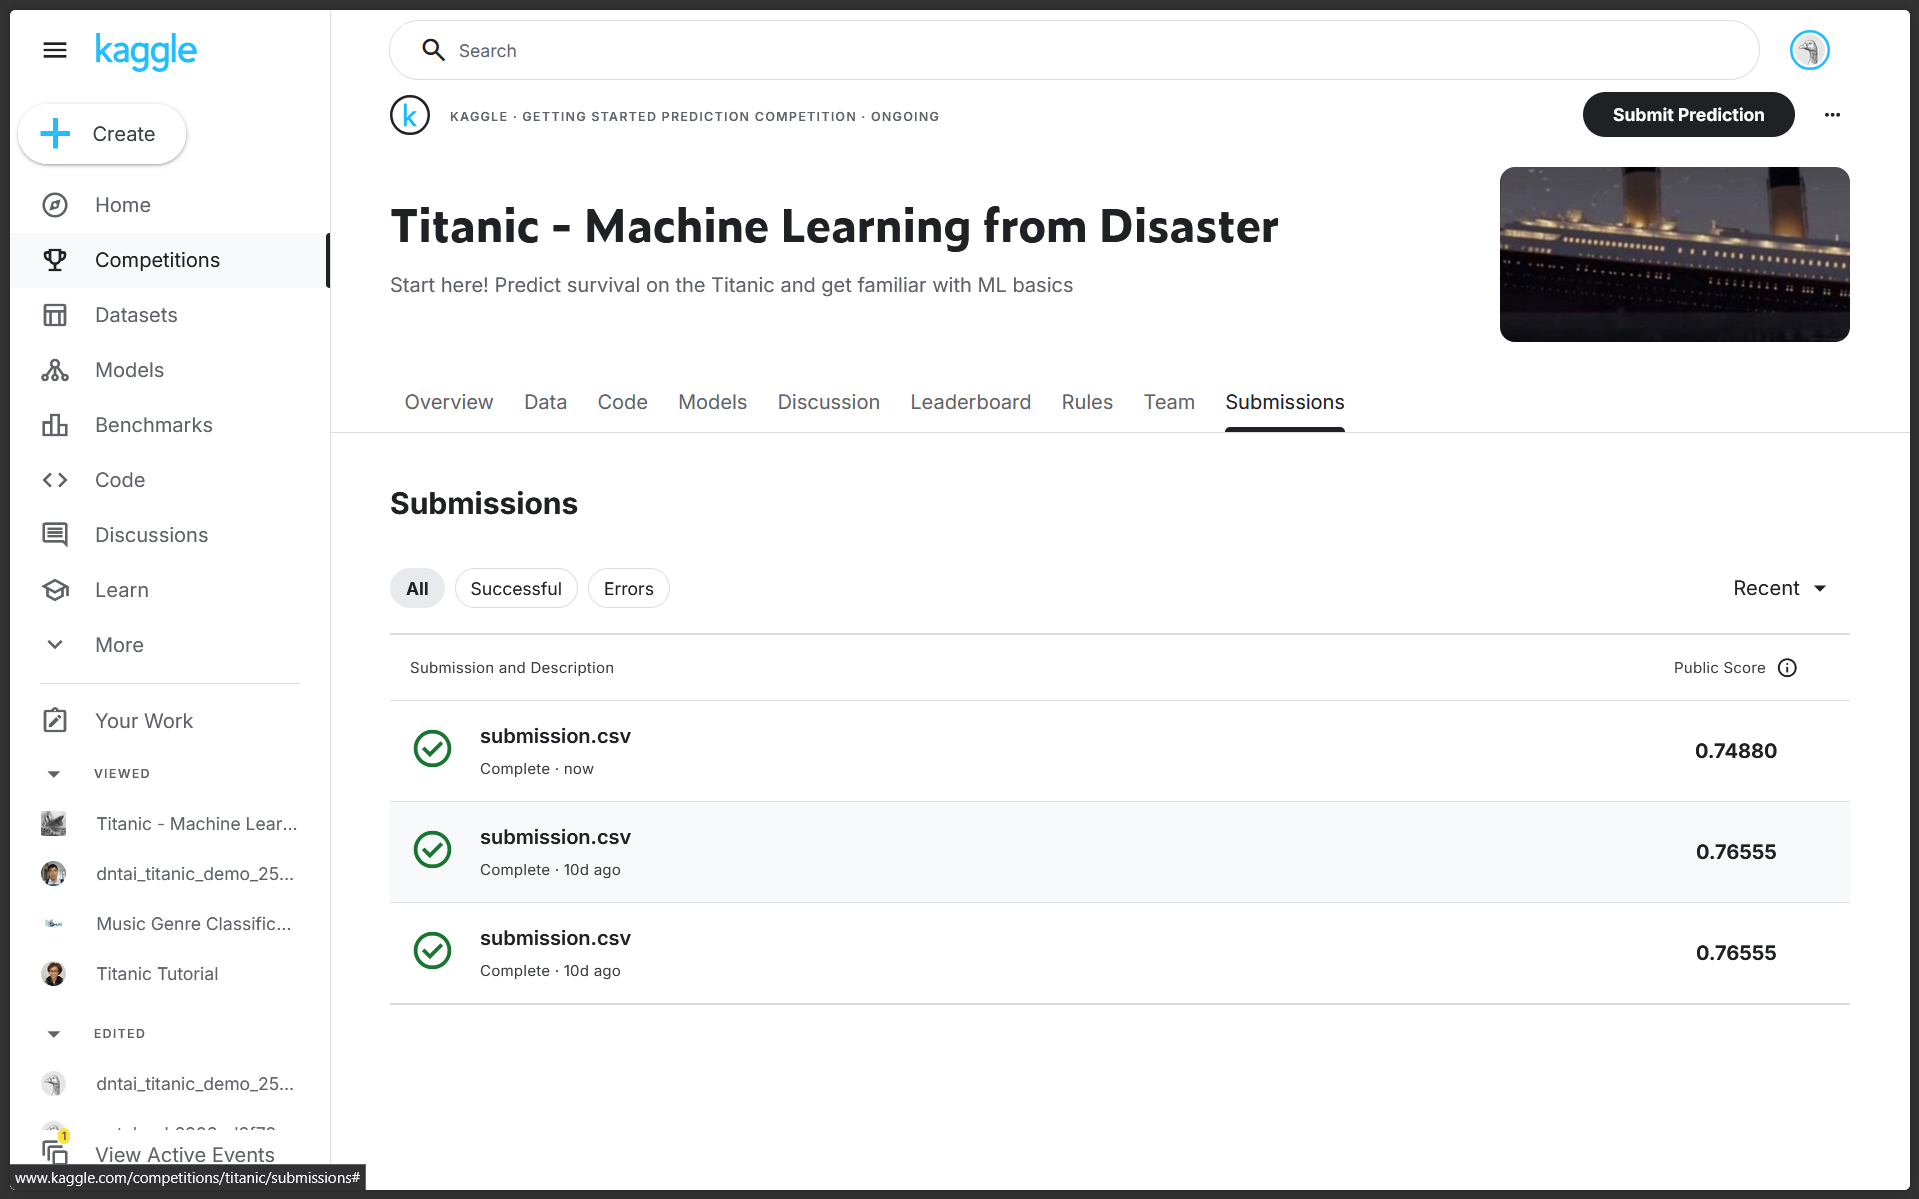 kaggle
Search
Create
KAGGLE · GETTING STARTED PREDICTION COMPETITION · ONGOING
Submit Prediction
Titanic - Machine Learning from Disaster
Start here! Predict survival on the Titanic and get familiar with ML basics
Home
Competitions
Datasets
Models
Benchmarks
Code
Discussions
Learn
More
Your Work
VIEWED
Titanic - Machine Lear...
dntai_titanic_demo_25...
Music Genre Classific...
Titanic Tutorial
EDITED
dntai_titanic_demo_25...
1
View Active Events
www.kaggle.com/competitions/titanic/submissions#
Overview Data Code Models Discussion Leaderboard Rules Team Submissions
Submissions
All Successful Errors
Recent
Submission and Description Public Score
submission.csv
Complete · now
0.74880
submission.csv
Complete · 10d ago
0.76555
submission.csv
Complete · 10d ago
0.76555